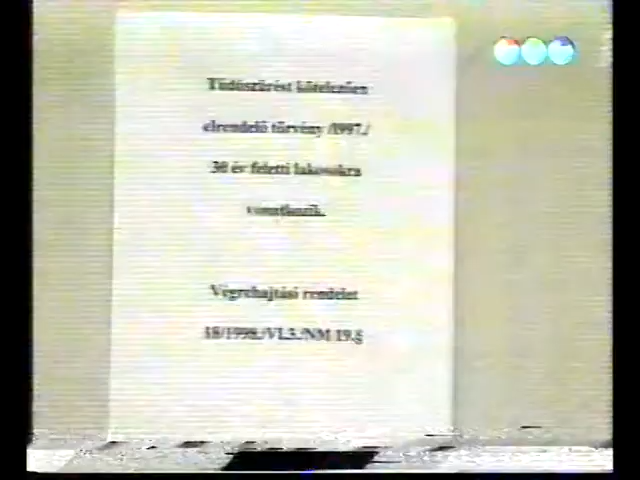 Tüdőszűrést kötelezően
elrendelő törvény /1997./
30 év feletti lakosokra
vonatkozik.
Végrehajtási rendelet
18/1998./VI.3./NM 19.§